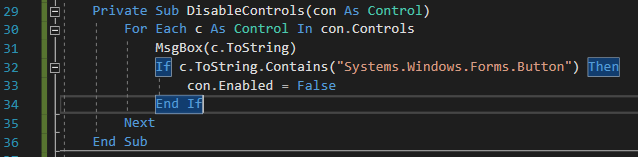 29 Private Sub DisableControls(con As Control)
30 For Each c As Control In con.Controls
31 MsgBox(c.ToString)
32 If c.ToString.Contains("Systems.Windows.Forms.Button") Then
33 con.Enabled = False
34 End If
35 Next
36 End Sub